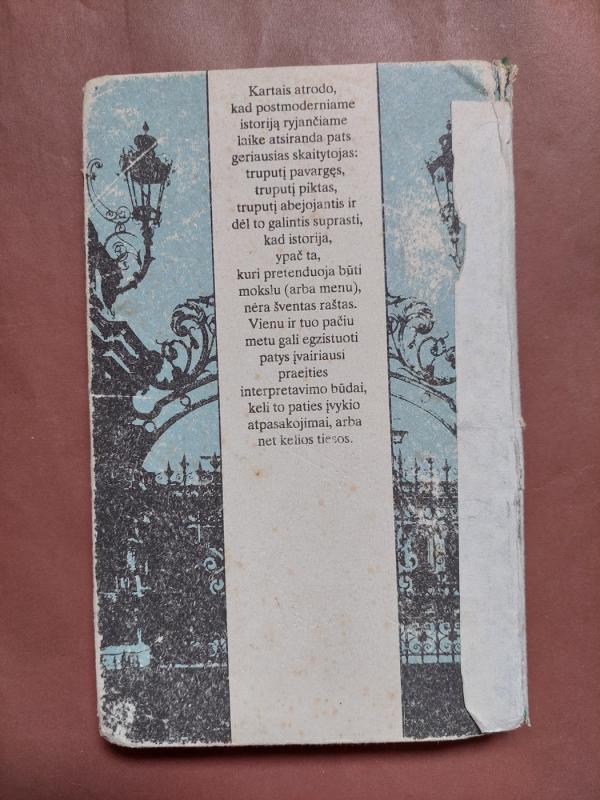 Kartais atrodo,
kad postmoderniame
istoriją ryjančiame
laike atsiranda pats
geriausias skaitytojas:
truputį pavargęs,
truputį piktas,
truputį abejojantis ir
dėl to galintis suprasti,
kad istorija,
ypač ta,
kuri pretenduoja būti
mokslu (arba menu),
nėra šventas raštas.
Vienu ir tuo pačiu
metu gali egzistuoti
patys įvairiausi
praeities
interpretavimo būdai,
keli to paties įvykio
atpasakojimai, arba
net kelios tiesos.